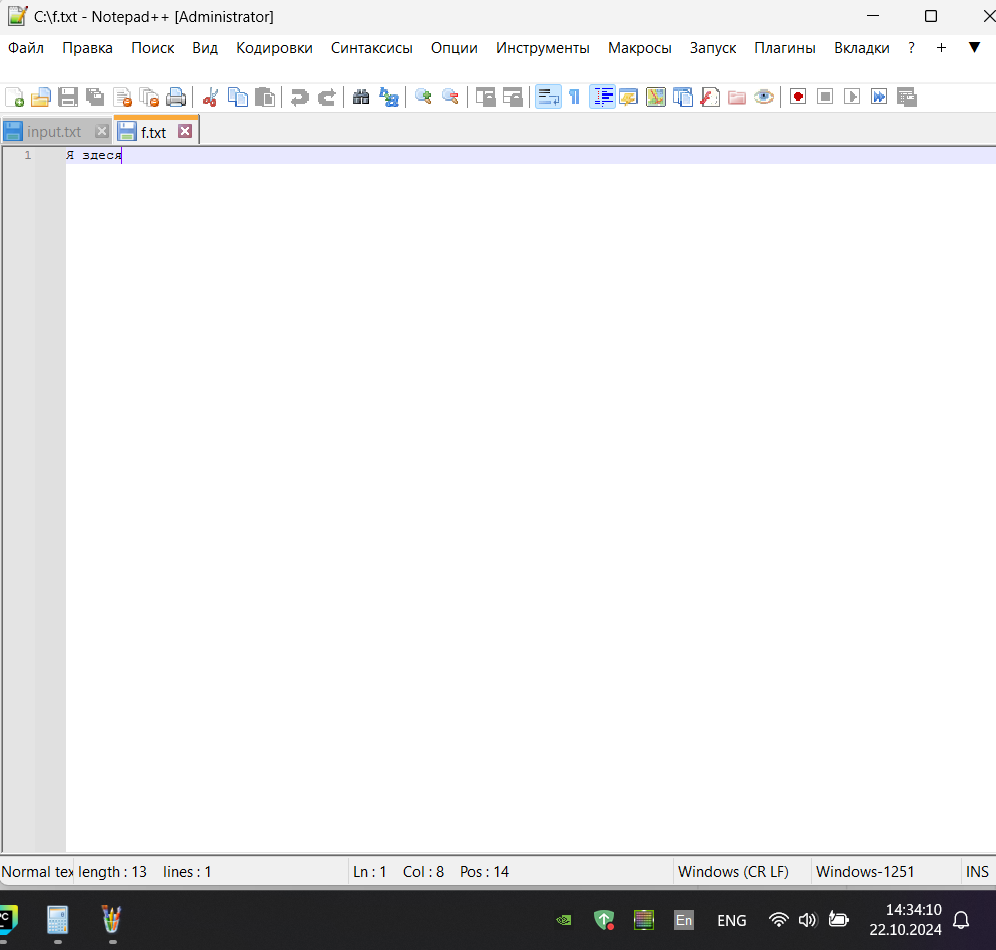 C:\f.txt - Notepad++ [Administrator]
Файл Правка Поиск Вид Кодировки Синтаксисы Опции Инструменты Макросы Запуск Плагины Вкладки ? + ▼
input.txt f.txt
1 Я здеся
Normal tex length : 13 lines : 1 Ln : 1 Col : 8 Pos : 14 Windows (CR LF) Windows-1251 INS
PC En ENG 14:34:10
22.10.2024